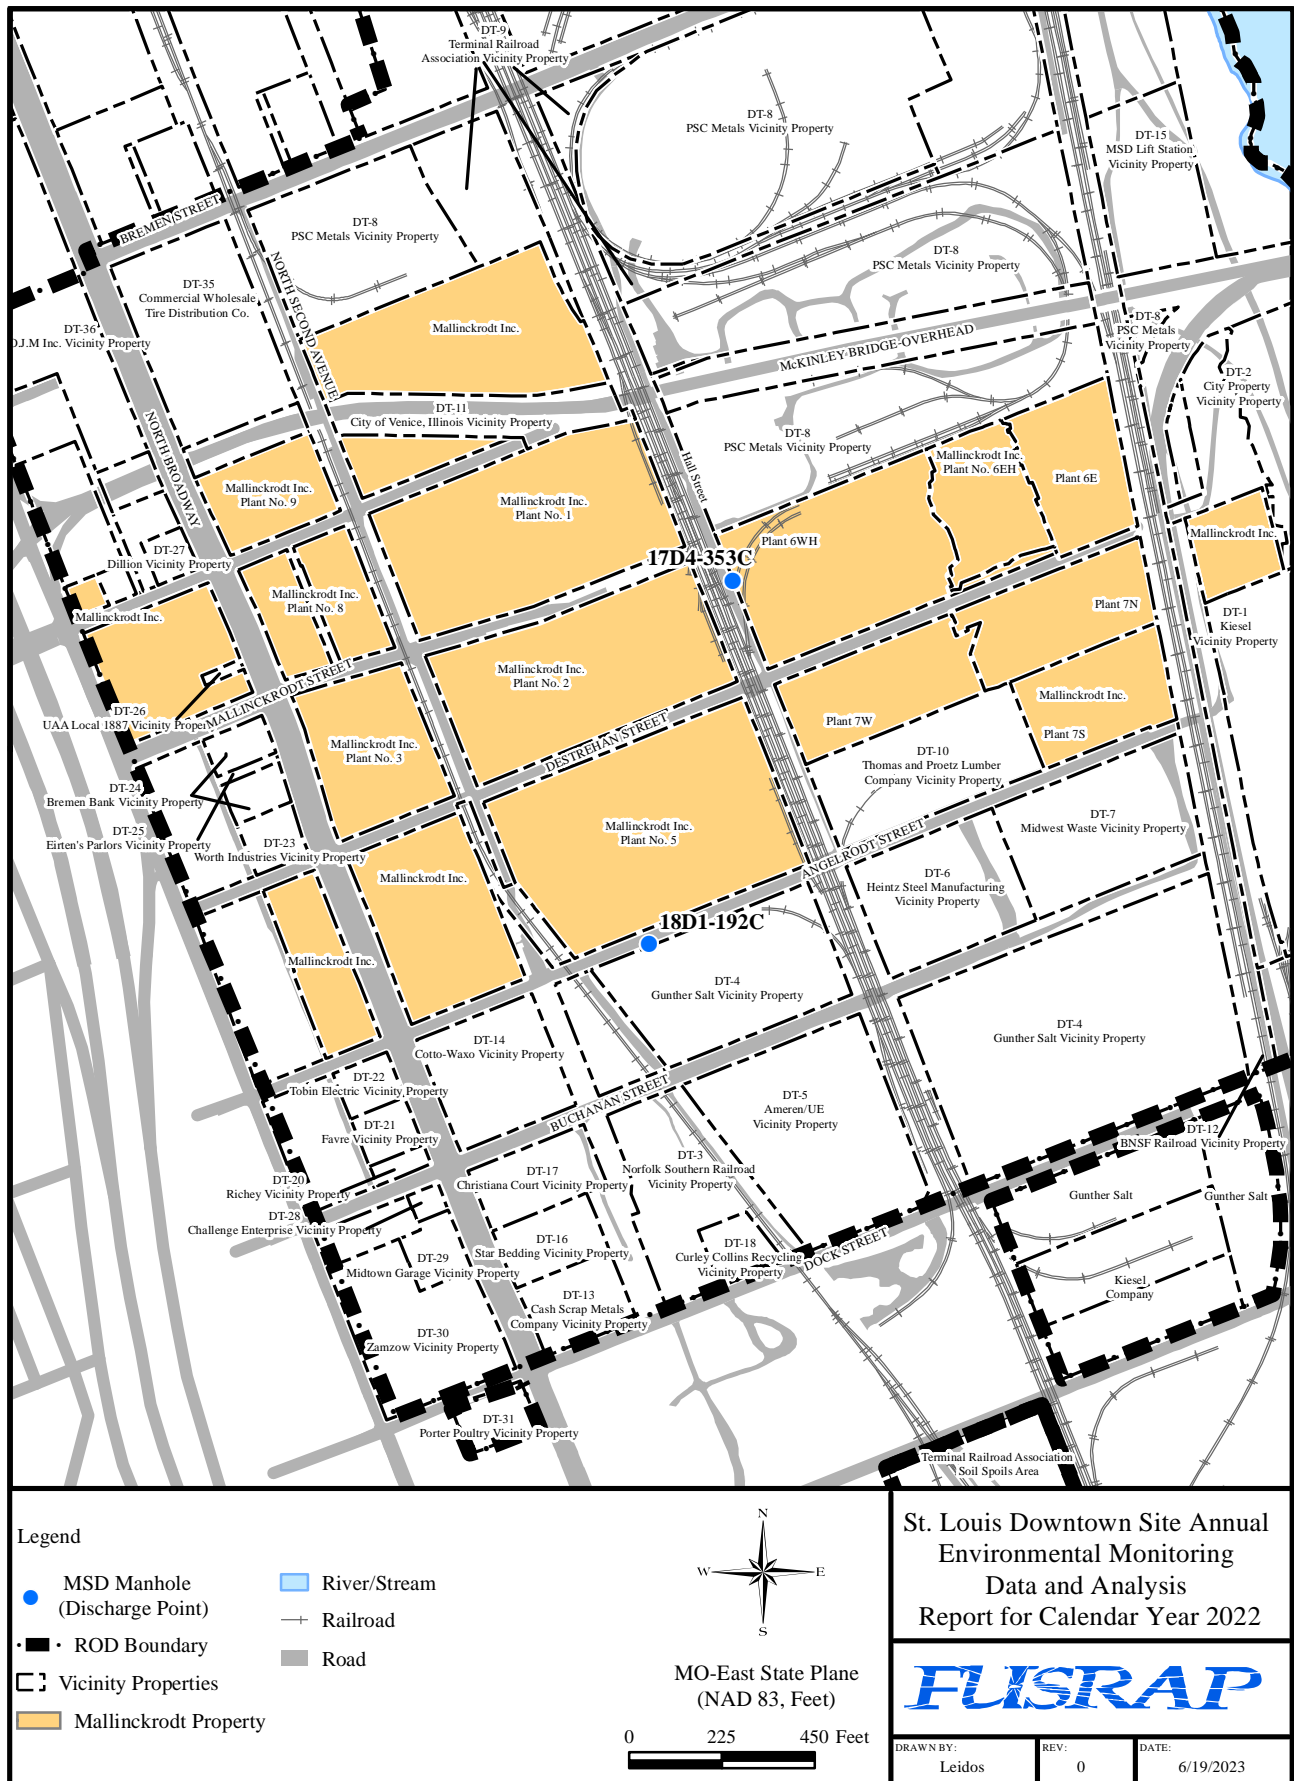 DT-9
Terminal Railroad
Association Vicinity Property
DT-8
PSC Metals Vicinity Property
DT-15
MSD Lift Station
Vicinity Property
BREMEN STREET
DT-8
PSC Metals Vicinity Property
DT-8
PSC Metals Vicinity Property
NORTH SECOND AVENUE
DT-35
Commercial Wholesale
Tire Distribution Co.
DT-36
O.J.M Inc. Vicinity Property
Mallinckrodt Inc.
McKINLEY BRIDGE-OVERHEAD
DT-8
PSC Metals
Vicinity Property
DT-2
City Property
Vicinity Property
DT-11
City of Venice, Illinois Vicinity Property
NORTH BROADWAY
DT-8
PSC Metals Vicinity Property
Hall Street
Mallinckrodt Inc.
Plant No. 6EH
Plant 6E
Mallinckrodt Inc.
Plant No. 9
Mallinckrodt Inc.
Plant No. 1
Plant 6WH
Mallinckrodt Inc.
17D4-353C
DT-27
Dillion Vicinity Property
Mallinckrodt Inc.
Plant No. 8
Mallinckrodt Inc.
Plant 7N
DT-1
Kiesel
Vicinity Property
MALLINCKRODT STREET
Mallinckrodt Inc.
Plant No. 2
Mallinckrodt Inc.
Plant 7S
Plant 7W
DT-26
UAA Local 1887 Vicinity Property
DESTREHAN STREET
Mallinckrodt Inc.
Plant No. 3
DT-10
Thomas and Proetz Lumber
Company Vicinity Property
DT-24
Bremen Bank Vicinity Property
DT-25
Eirten's Parlors Vicinity Property
DT-23
Worth Industries Vicinity Property
Mallinckrodt Inc.
Plant No. 5
ANGELRODT STREET
DT-7
Midwest Waste Vicinity Property
DT-6
Heintz Steel Manufacturing
Vicinity Property
Mallinckrodt Inc.
18D1-192C
Mallinckrodt Inc.
DT-4
Gunther Salt Vicinity Property
DT-4
Gunther Salt Vicinity Property
DT-14
Cotto-Waxo Vicinity Property
DT-22
Tobin Electric Vicinity Property
BUCHANAN STREET
DT-5
Ameren/UE
Vicinity Property
DT-21
Favre Vicinity Property
DT-12
BNSF Railroad Vicinity Property
DT-3
Norfolk Southern Railroad
Vicinity Property
DT-17
Christiana Court Vicinity Property
DT-20
Richey Vicinity Property
Gunther Salt
Gunther Salt
DT-28
Challenge Enterprise Vicinity Property
DT-16
Star Bedding Vicinity Property
DT-18
Curley Collins Recycling
Vicinity Property
DOCK STREET
DT-29
Midtown Garage Vicinity Property
Kiesel
Company
DT-13
Cash Scrap Metals
Company Vicinity Property
DT-30
Zamzow Vicinity Property
DT-31
Porter Poultry Vicinity Property
Terminal Railroad Association
Soil Spoils Area
Legend
MSD Manhole
(Discharge Point)
ROD Boundary
Vicinity Properties
Mallinckrodt Property
River/Stream
Railroad
Road
N
W
E
S
MO-East State Plane
(NAD 83, Feet)
0 225 450 Feet
St. Louis Downtown Site Annual
Environmental Monitoring
Data and Analysis
Report for Calendar Year 2022
FUSRAP
DRAWN BY:
Leidos
REV:
0
DATE:
6/19/2023